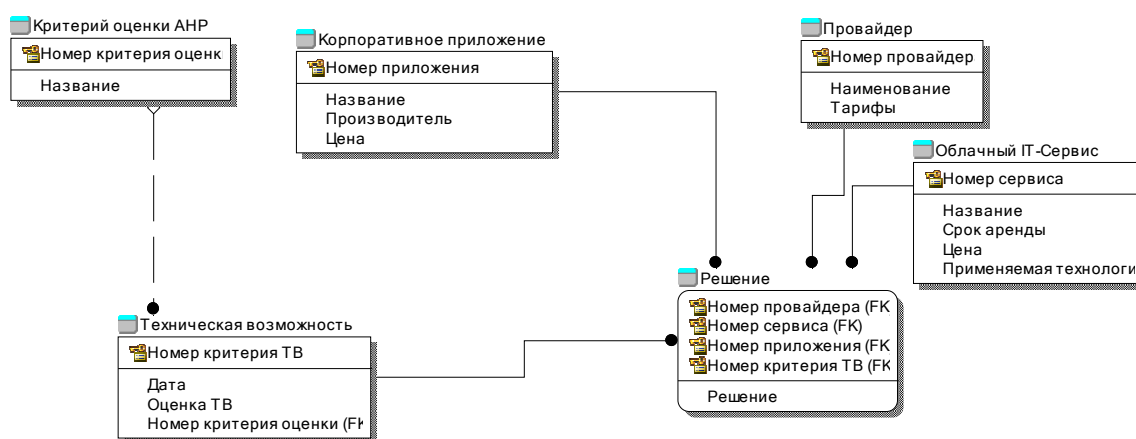 Критерий оценки АНР
Номер критерия оценк
Название
Корпоративное приложение
Номер приложения
Название
Производитель
Цена
Провайдер
Номер провайдер
Наименование
Тарифы
Облачный IT-Сервис
Номер сервиса
Название
Срок аренды
Цена
Применяемая технологи
Техническая возможность
Номер критерия ТВ
Дата
Оценка ТВ
Номер критерия оценки (FK
Решение
Номер провайдера (FK
Номер сервиса (FK)
Номер приложения (FK
Номер критерия ТВ (FK
Решение